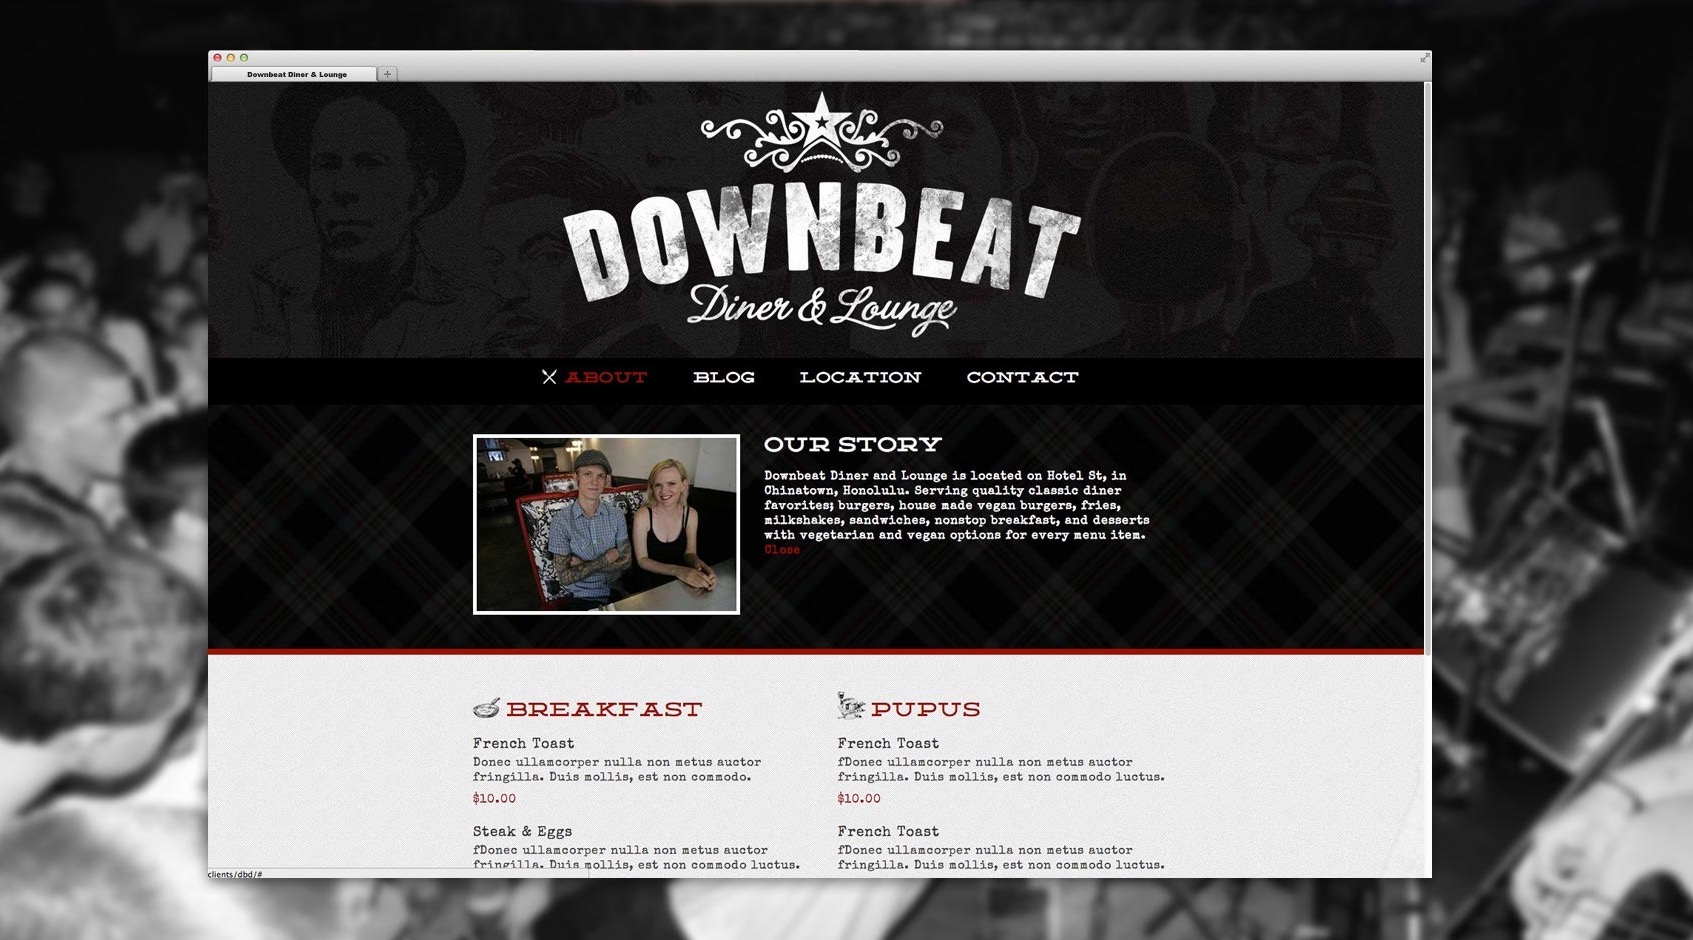 Downbeat Diner & Lounge
DOWNBEAT
Diner & Lounge
ABOUT
BLOG
LOCATION
CONTACT
OUR STORY
Downbeat Diner and Lounge is located on Hotel St, in
Chinatown, Honolulu. Serving quality classic diner
favorites; burgers, house made vegan burgers, fries,
milkshakes, sandwiches, nonstop breakfast, and desserts
with vegetarian and vegan options for every menu item.
Close
BREAKFAST
French Toast
Donec ullamcorper nulla non metus auctor
fringilla. Duis mollis, est non commodo.
$10.00
Steak & Eggs
fDonec ullamcorper nulla non metus auctor
fringilla. Duis mollis, est non commodo luctus.
PUPUS
French Toast
fDonec ullamcorper nulla non metus auctor
fringilla. Duis mollis, est non commodo luctus.
$10.00
French Toast
fDonec ullamcorper nulla non metus auctor
fringilla. Duis mollis, est non commodo luctus.
clients/dbd/#